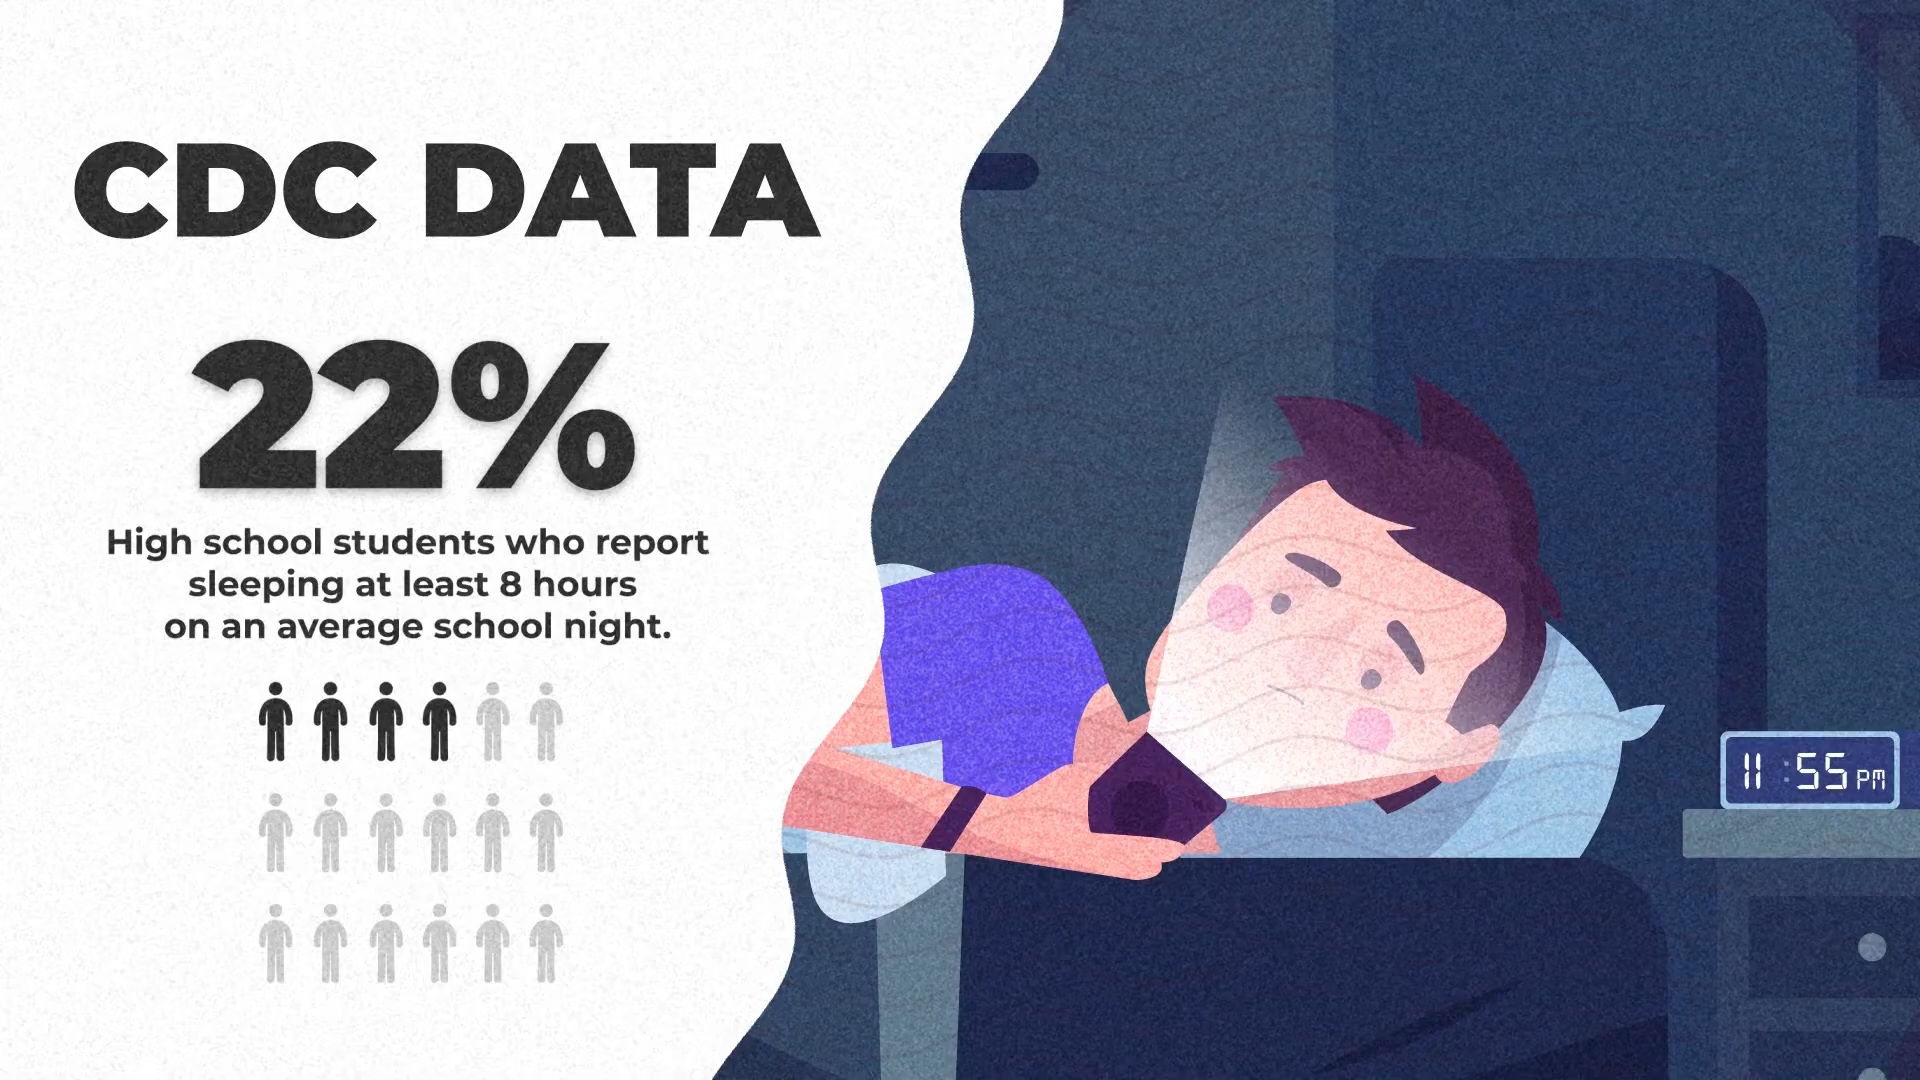 CDC DATA
22%
High school students who report
sleeping at least 8 hours
on an average school night.
11:55 PM